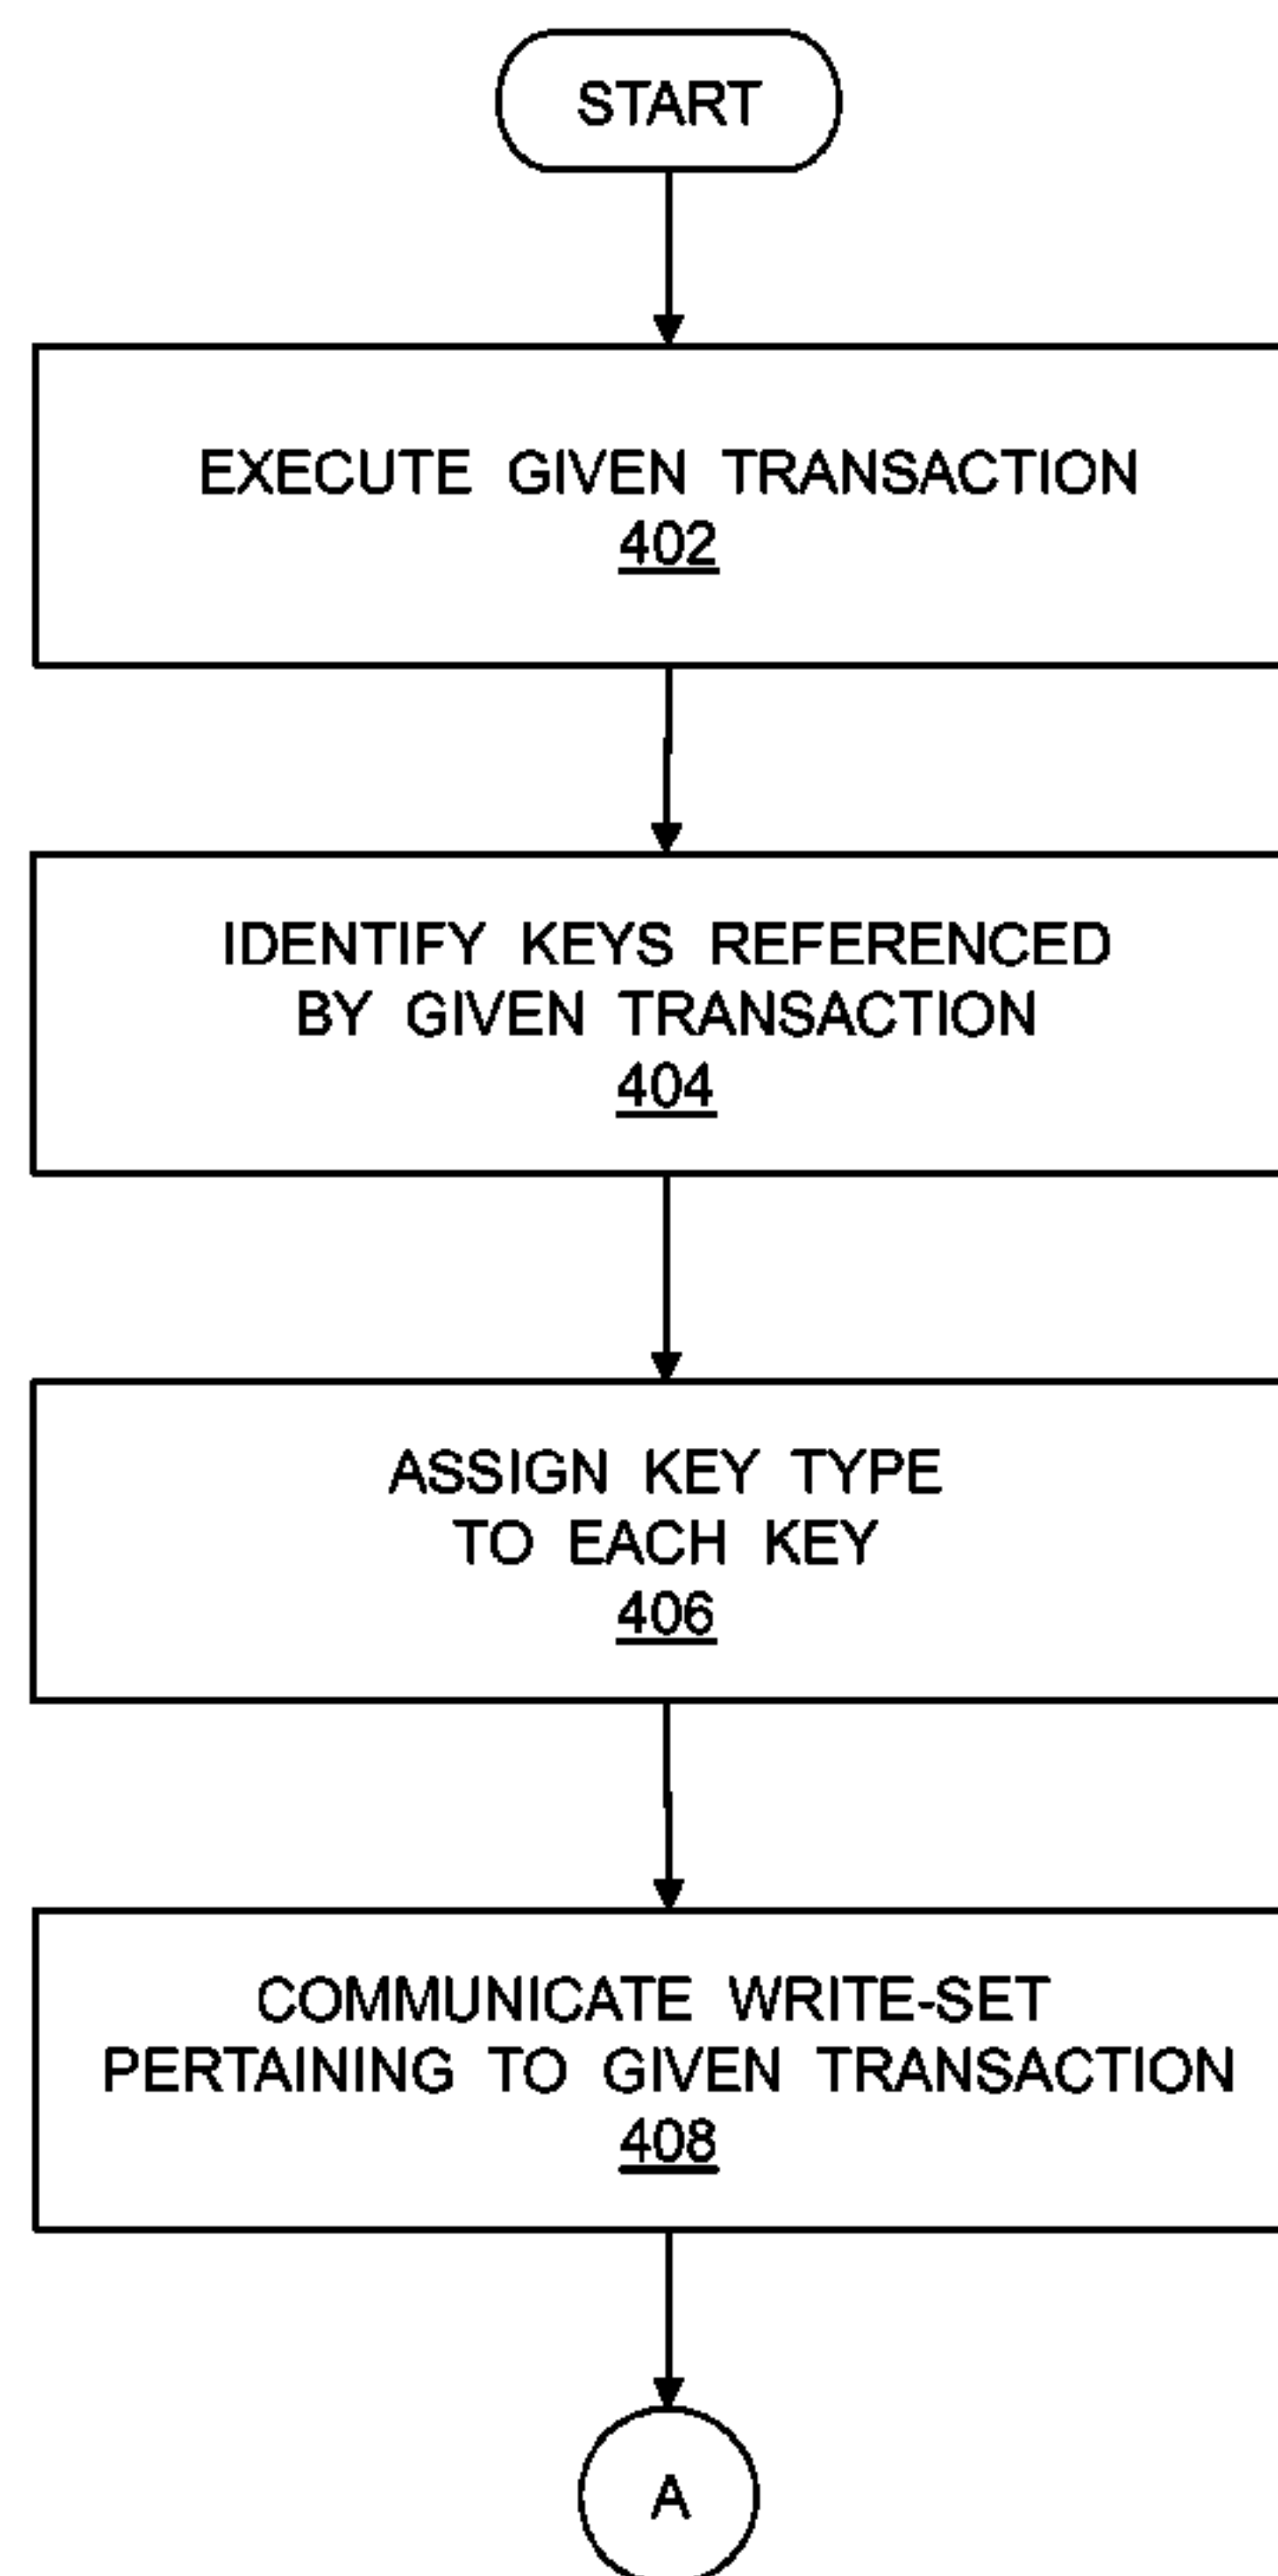 START
EXECUTE GIVEN TRANSACTION
402
IDENTIFY KEYS REFERENCED
BY GIVEN TRANSACTION
404
ASSIGN KEY TYPE
TO EACH KEY
406
COMMUNICATE WRITE-SET
PERTAINING TO GIVEN TRANSACTION
408
A